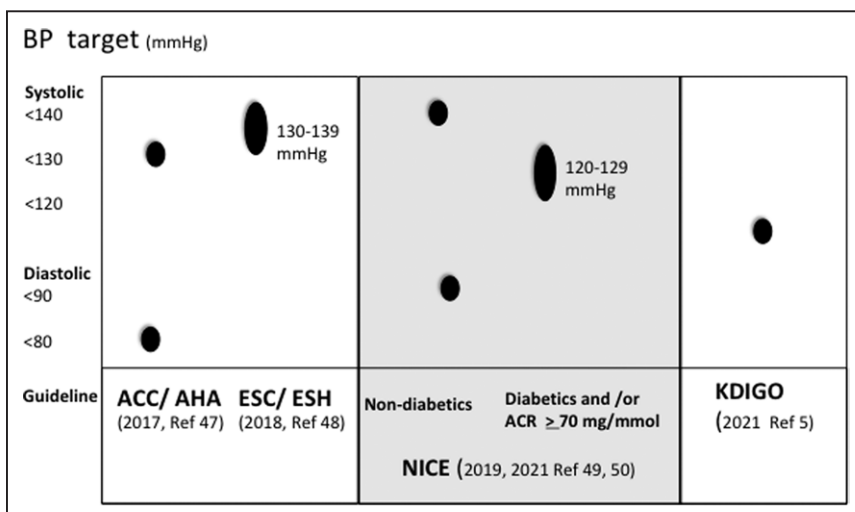 BP target (mmHg)
Systolic
<140
<130
<120
130-139
mmHg
120-129
mmHg
Diastolic
<90
<80
Guideline
ACC/ AHA
(2017, Ref 47)
ESC/ ESH
(2018, Ref 48)
Non-diabetics
Diabetics and /or
ACR ≥70 mg/mmol
NICE (2019, 2021 Ref 49, 50)
KDIGO
(2021 Ref 5)